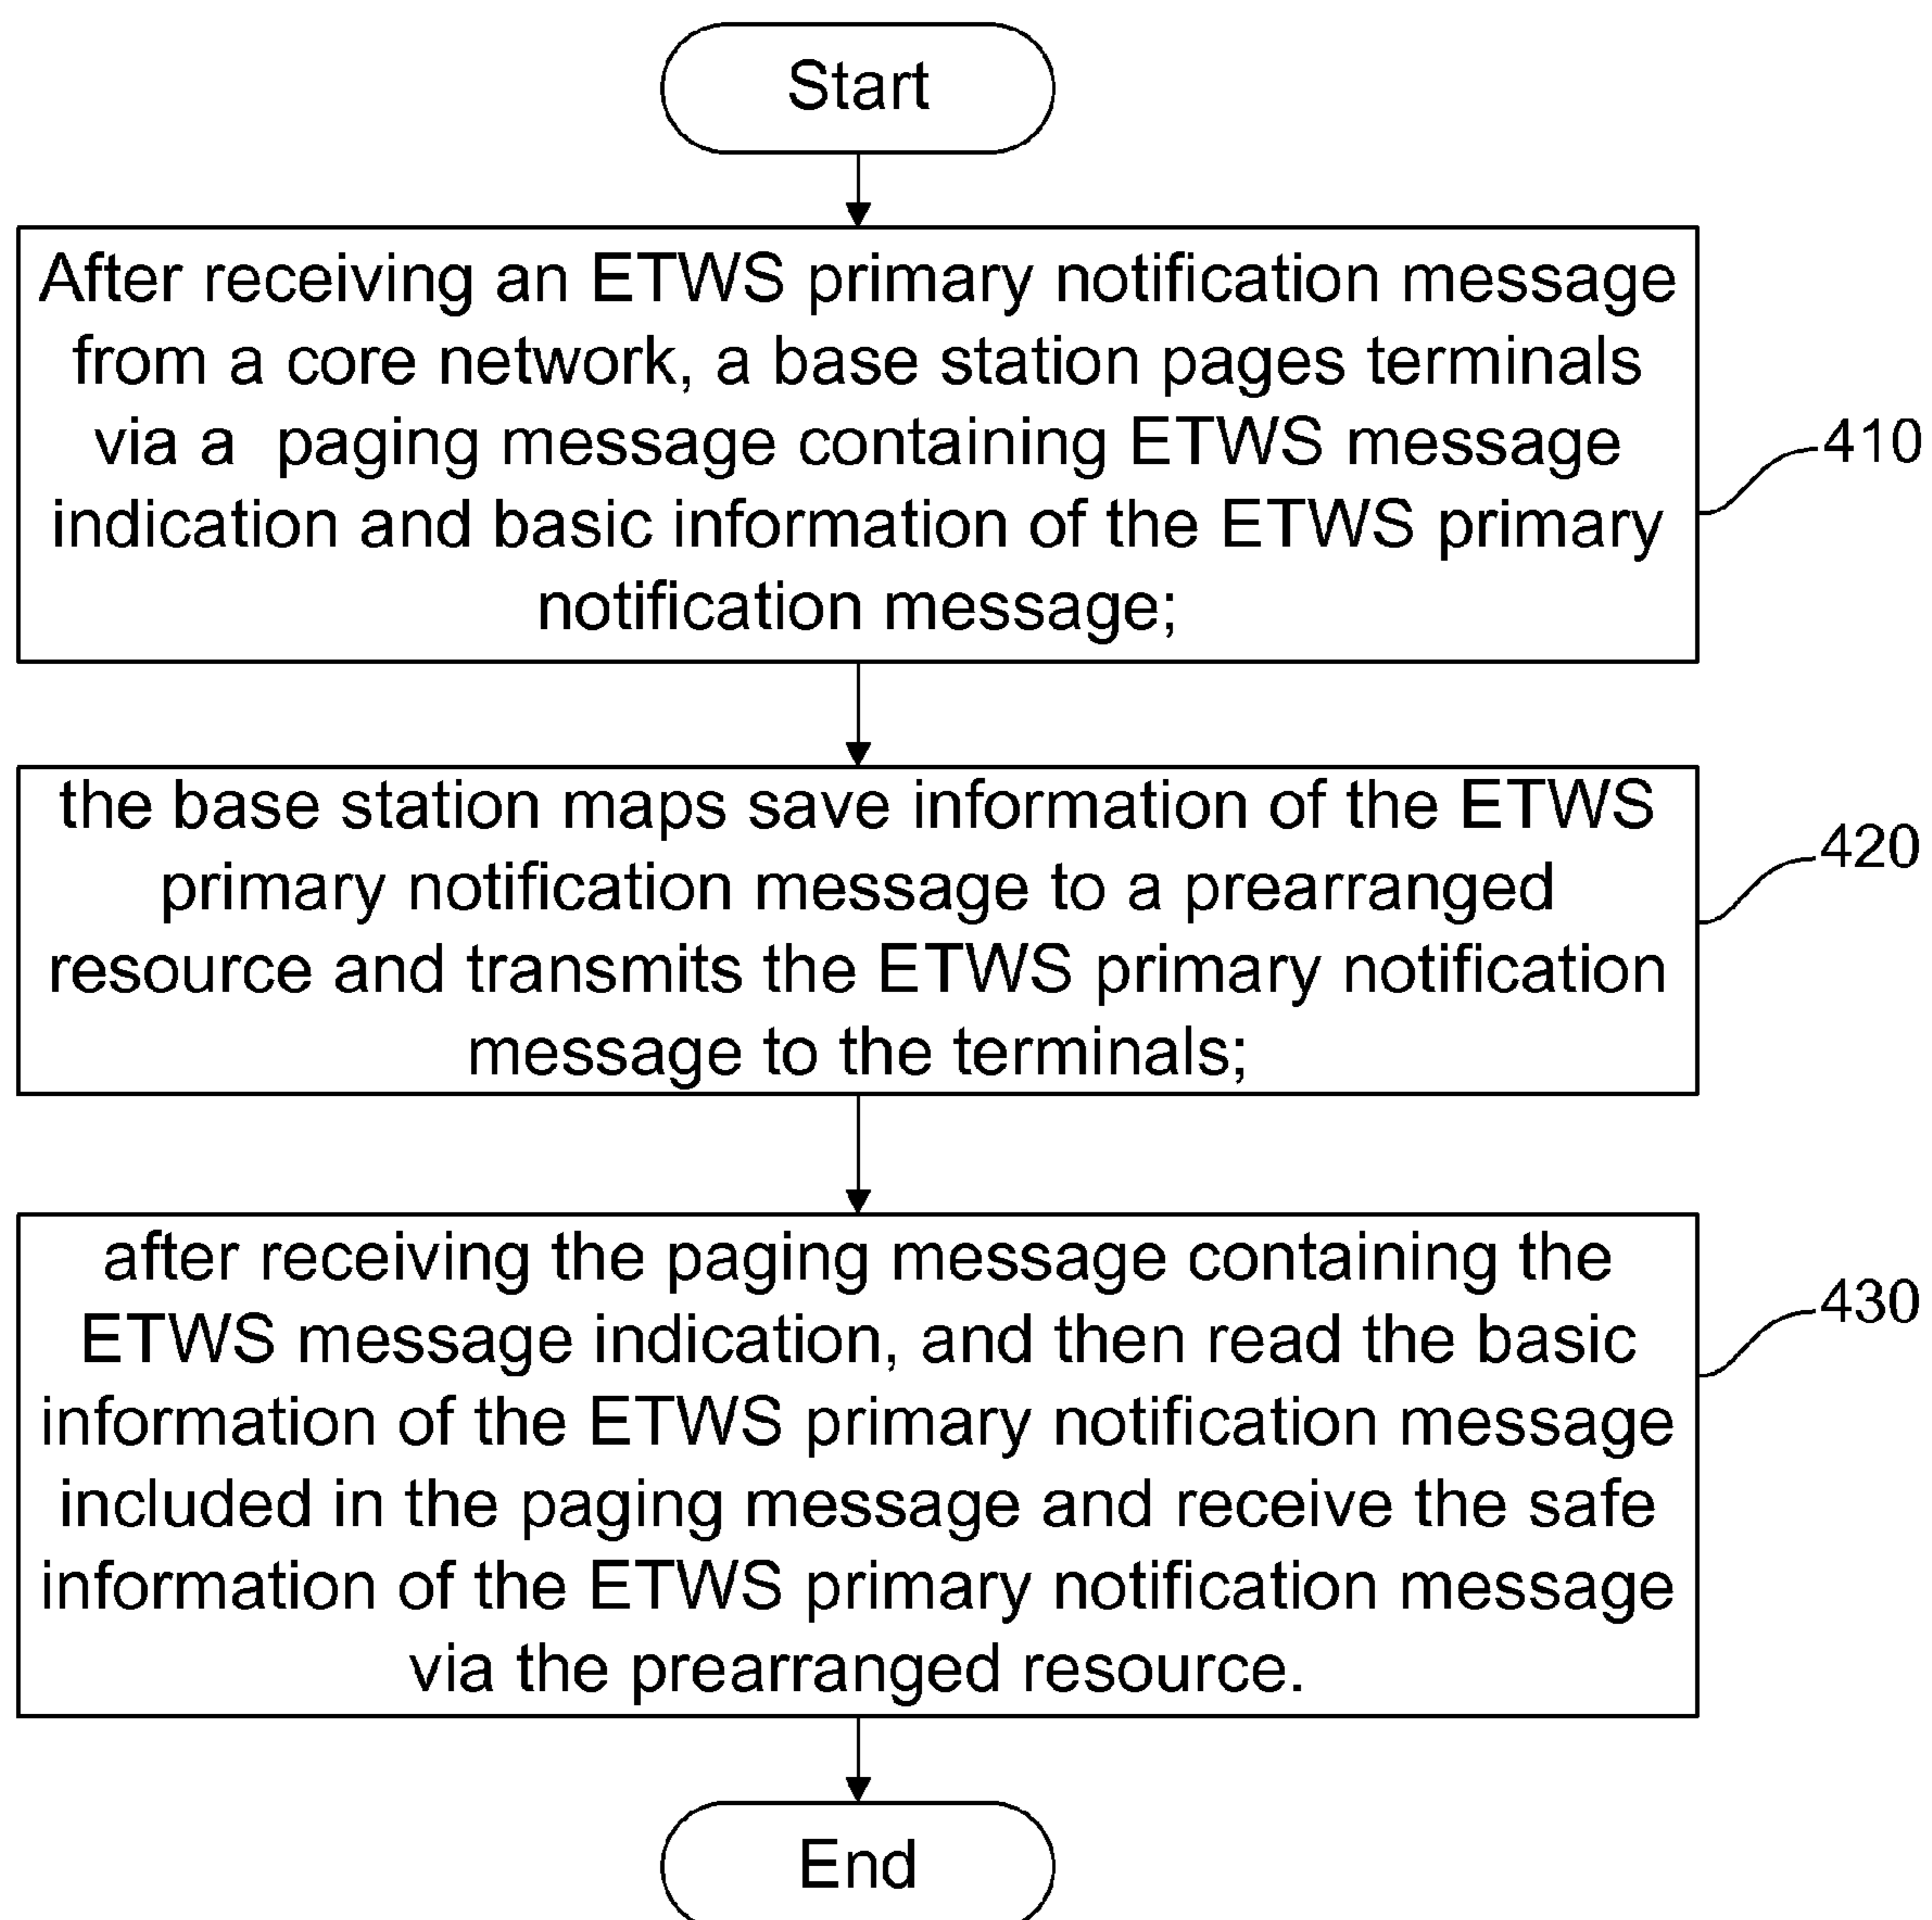 Start
After receiving an ETWS primary notification message
from a core network, a base station pages terminals
via a paging message containing ETWS message
indication and basic information of the ETWS primary
notification message;
410
the base station maps save information of the ETWS
primary notification message to a prearranged
resource and transmits the ETWS primary notification
message to the terminals;
420
after receiving the paging message containing the
ETWS message indication, and then read the basic
information of the ETWS primary notification message
included in the paging message and receive the safe
information of the ETWS primary notification message
via the prearranged resource.
430
End